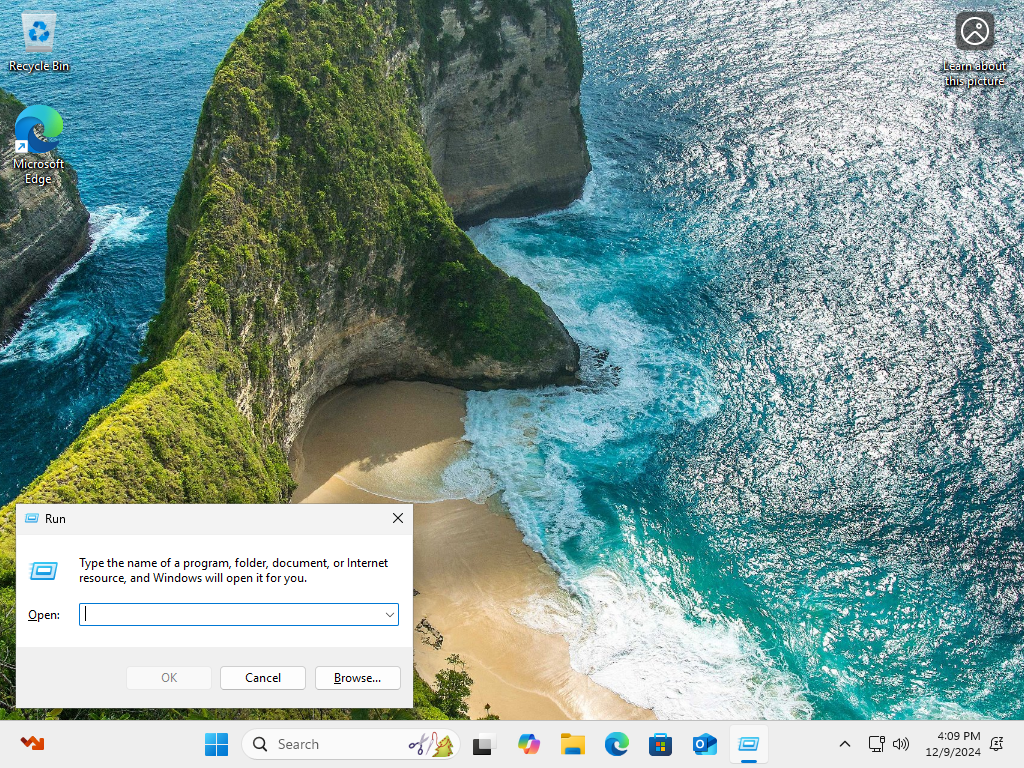 Recycle Bin
Learn about
this picture
Microsoft
Edge
Run
Type the name of a program, folder, document, or Internet
resource, and Windows will open it for you.
Open:
OK
Cancel
Browse...
Search
4:09 PM
12/9/2024